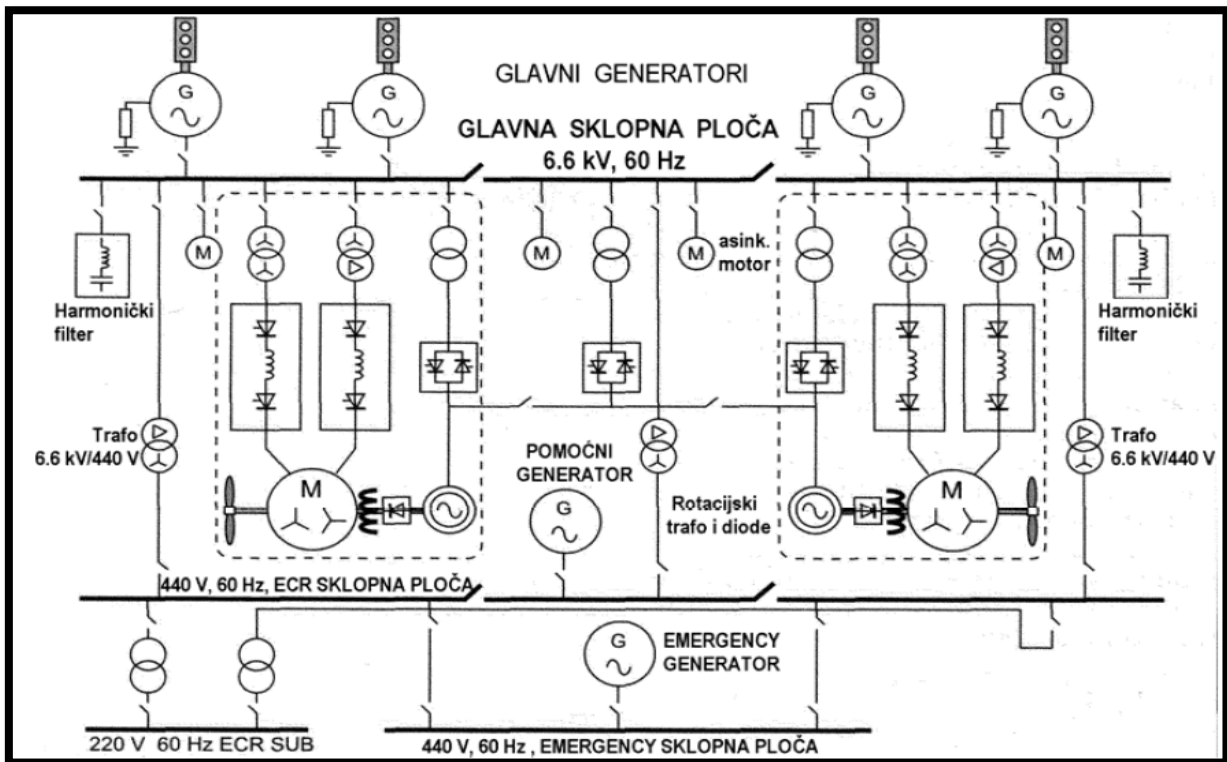 G
G
G
G
GLAVNI GENERATORI
GLAVNA SKLOPNA PLOČA
6.6 kV, 60 Hz
M
M
M
asink.
motor
M
Harmonički
filter
Harmonički
filter
Trafo
6.6 kV/440 V
POMOĆNI
GENERATOR
G
Rotacijski
trafo i diode
Trafo
6.6 kV/440 V
M
M
440 V, 60 Hz, ECR SKLOPNA PLOČA
G
EMERGENCY
GENERATOR
220 V 60 Hz ECR SUB
440 V, 60 Hz , EMERGENCY SKLOPNA PLOČA